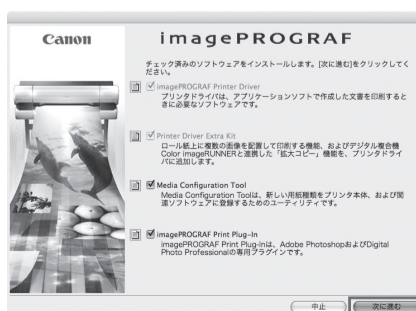 Canon
imagePROGRAF
チェック済みのソフトウェアをインストールします。[次に進む]をクリックしてく
ださい。
imagePROGRAF Printer Driver
プリンタドライバは、アプリケーションソフトで作成した文書を印刷すると
きに必要なソフトウェアです。
Printer Driver Extra Kit
ロール紙上に複数の画像を配置して印刷する機能、およびデジタル複合機
Color imageRUNNERと連携した「拡大コピー」機能を、プリンタドライ
バに追加します。
Media Configuration Tool
Media Configuration Toolは、新しい用紙種類をプリンタ本体、および関
連ソフトウェアに登録するためのユーティリティです。
imagePROGRAF Print Plug-In
imagePROGRAF Print Plug-Inは、Adobe PhotoshopおよびDigital
Photo Professionalの専用プラグインです。
中止
次に進む